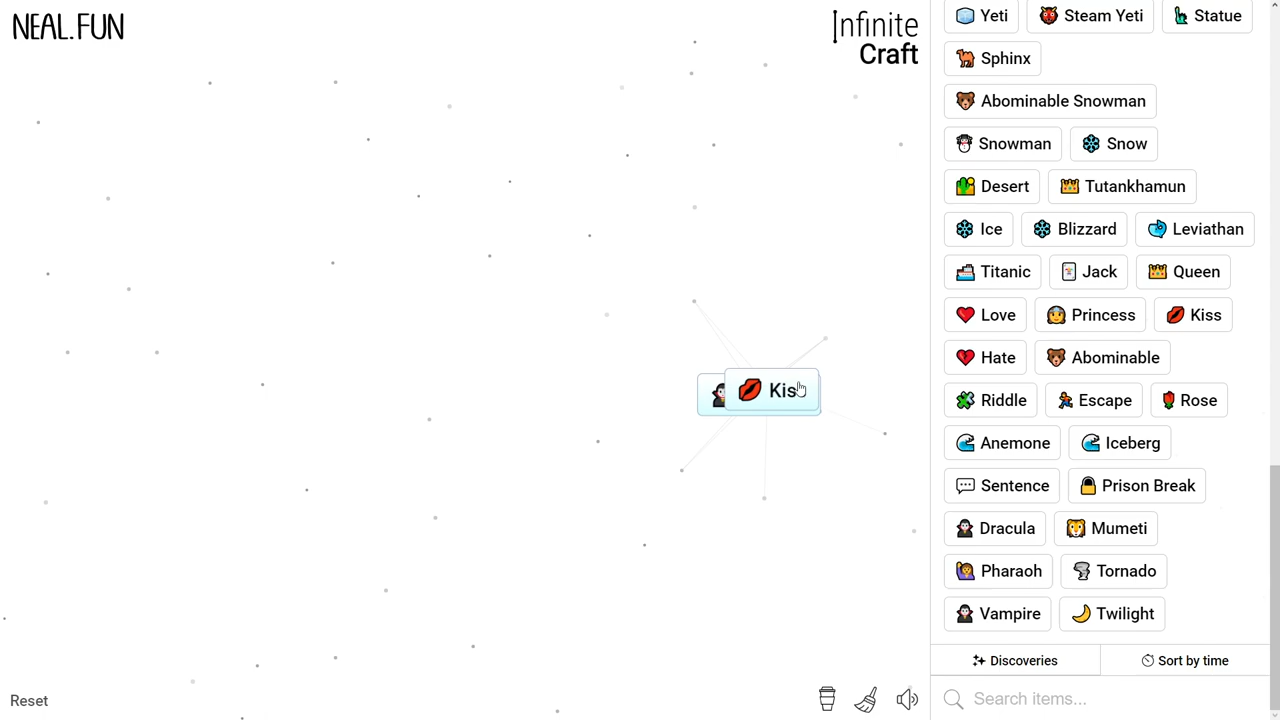 NEAL.FUN
Infinite
Craft
Yeti Steam Yeti Statue
Sphinx
Abominable Snowman
Snowman Snow
Desert Tutankhamun
Ice Blizzard Leviathan
Titanic Jack Queen
Love Princess Kiss
Hate Abominable
Kiss
Riddle Escape Rose
Anemone Iceberg
Sentence Prison Break
Dracula Mumeti
Pharaoh Tornado
Vampire Twilight
Discoveries Sort by time
Reset
Search items...